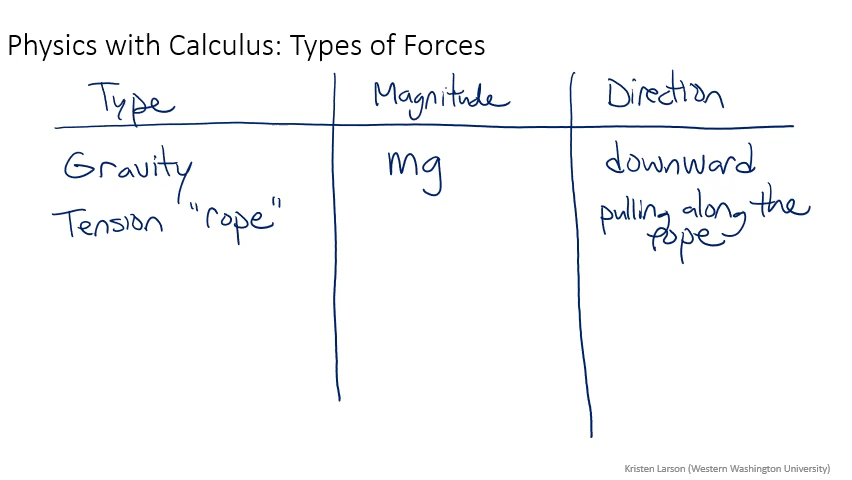 Physics with Calculus: Types of Forces
Type Magnitude Direction
Gravity mg downward
Tension "rope" pulling along the
rope
Kristen Larson (Western Washington University)